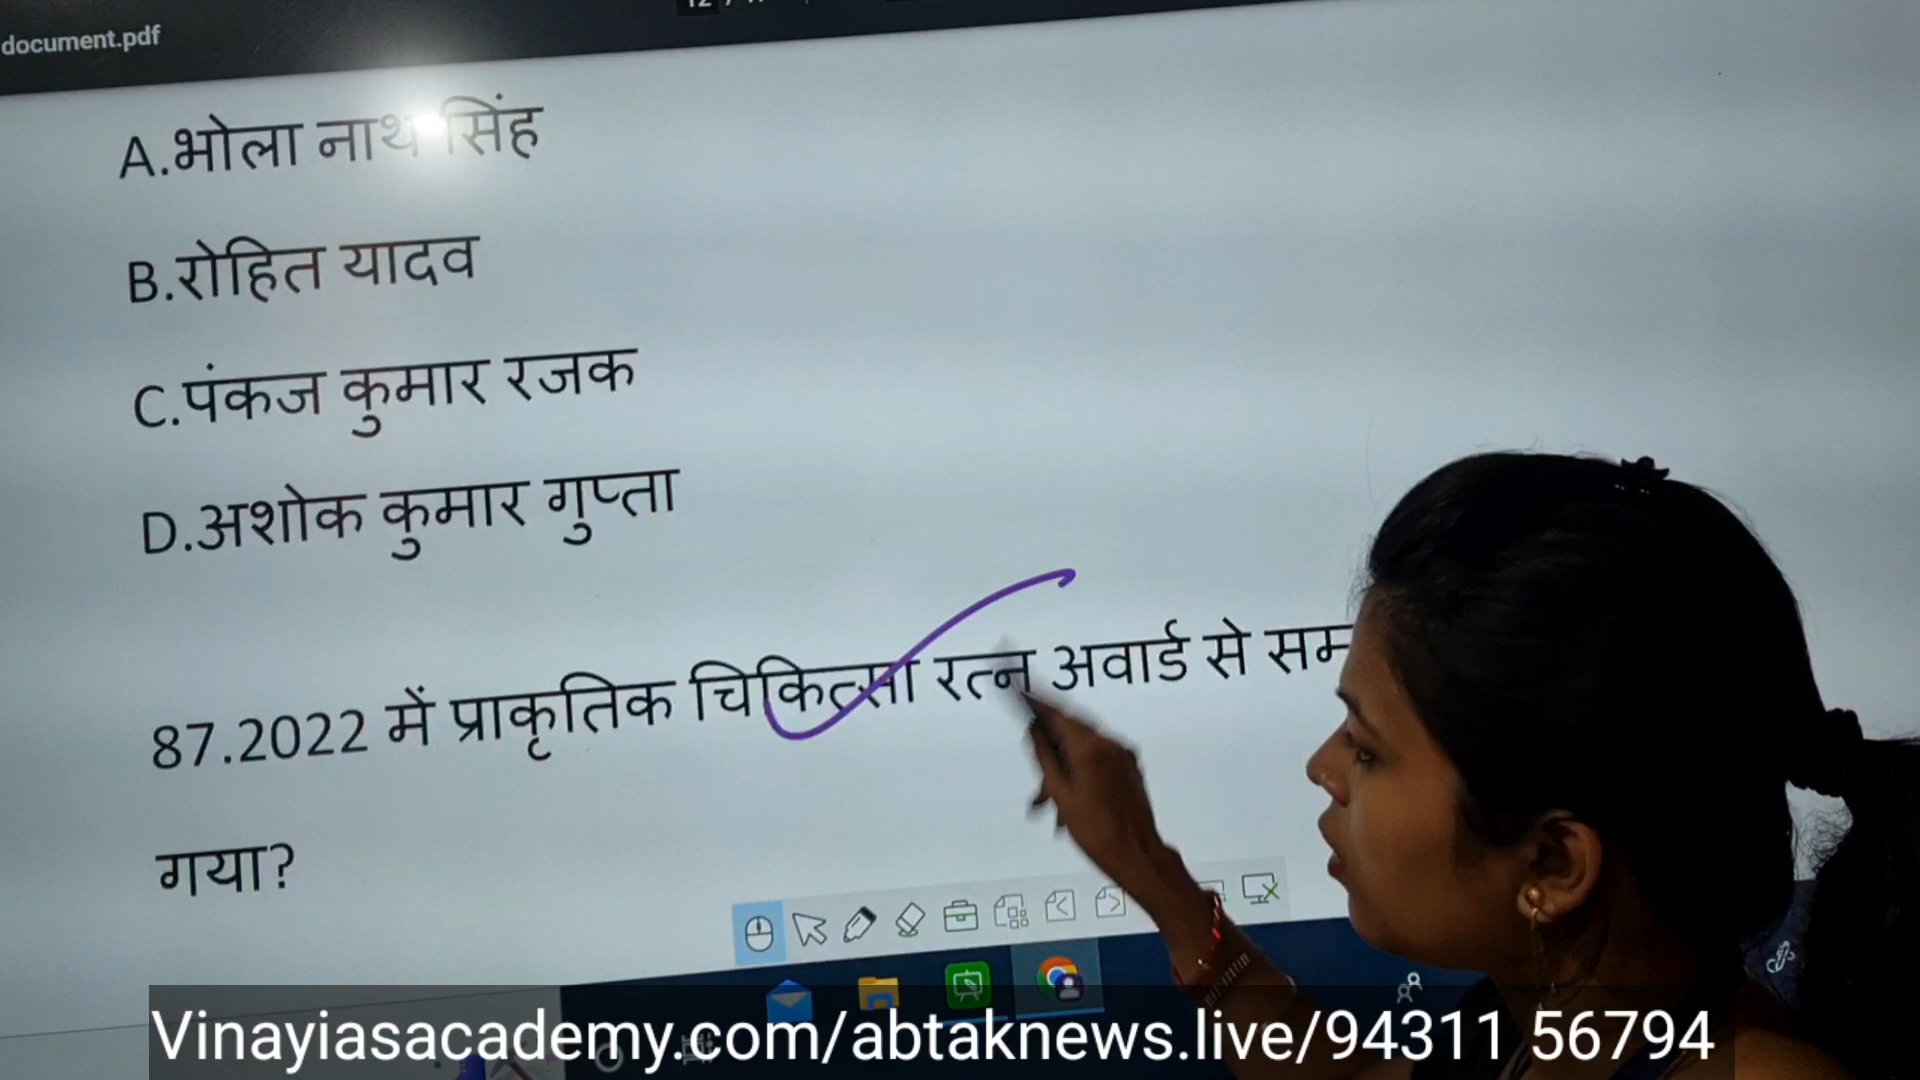 document.pdf
A.भोला नाथ सिंह
B.रोहित यादव
C.पंकज कुमार रजक
D.अशोक कुमार गुप्ता
87.2022 में प्राकृतिक चिकित्सा रत्न अवार्ड से सम
गया?
Vinayiasacademy.com/abtaknews.live/94311 56794